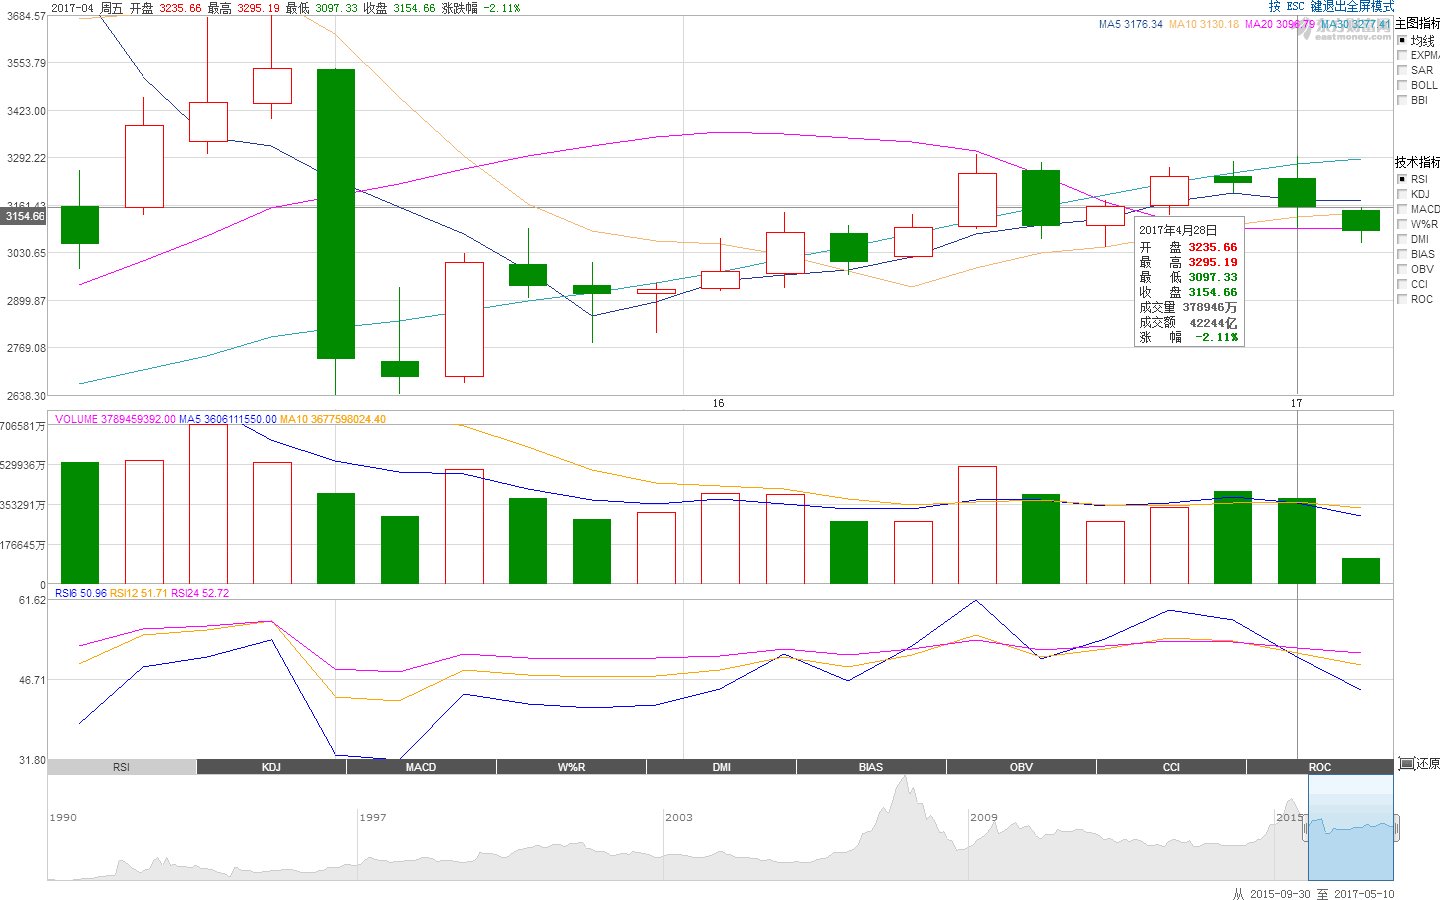 2017-04 周五 开盘 3235.66 最高 3295.19 最低 3097.33 收盘 3154.66 涨跌幅 -2.11%
按 ESC 键退出全屏模式
MA5 3176.34 MA10 3130.18 MA20 3096.79 MA30 3277.41
eastmoney.com
3684.57
3553.79
3423.00
3292.22
3161.43
3154.66
3030.65
2899.87
2769.08
2638.30
主图指标
均线
EXPMA
SAR
BOLL
BBI
技术指标
RSI
KDJ
MACD
W%R
DMI
BIAS
OBV
CCI
ROC
2017年4月28日
开 盘 3235.66
最 高 3295.19
最 低 3097.33
收 盘 3154.66
成交量 378946万
成交额 42244亿
涨 幅 -2.11%
16
17
VOLUME 3789459392.00 MA5 3606111550.00 MA10 3677598024.40
706581万
529936万
353291万
176645万
0
RSI6 50.96 RSI12 51.71 RSI24 52.72
61.62
46.71
31.80
RSI KDJ MACD W%R DMI BIAS OBV CCI ROC
还原
1990 1997 2003 2009 2015
从 2015-09-30 至 2017-05-10